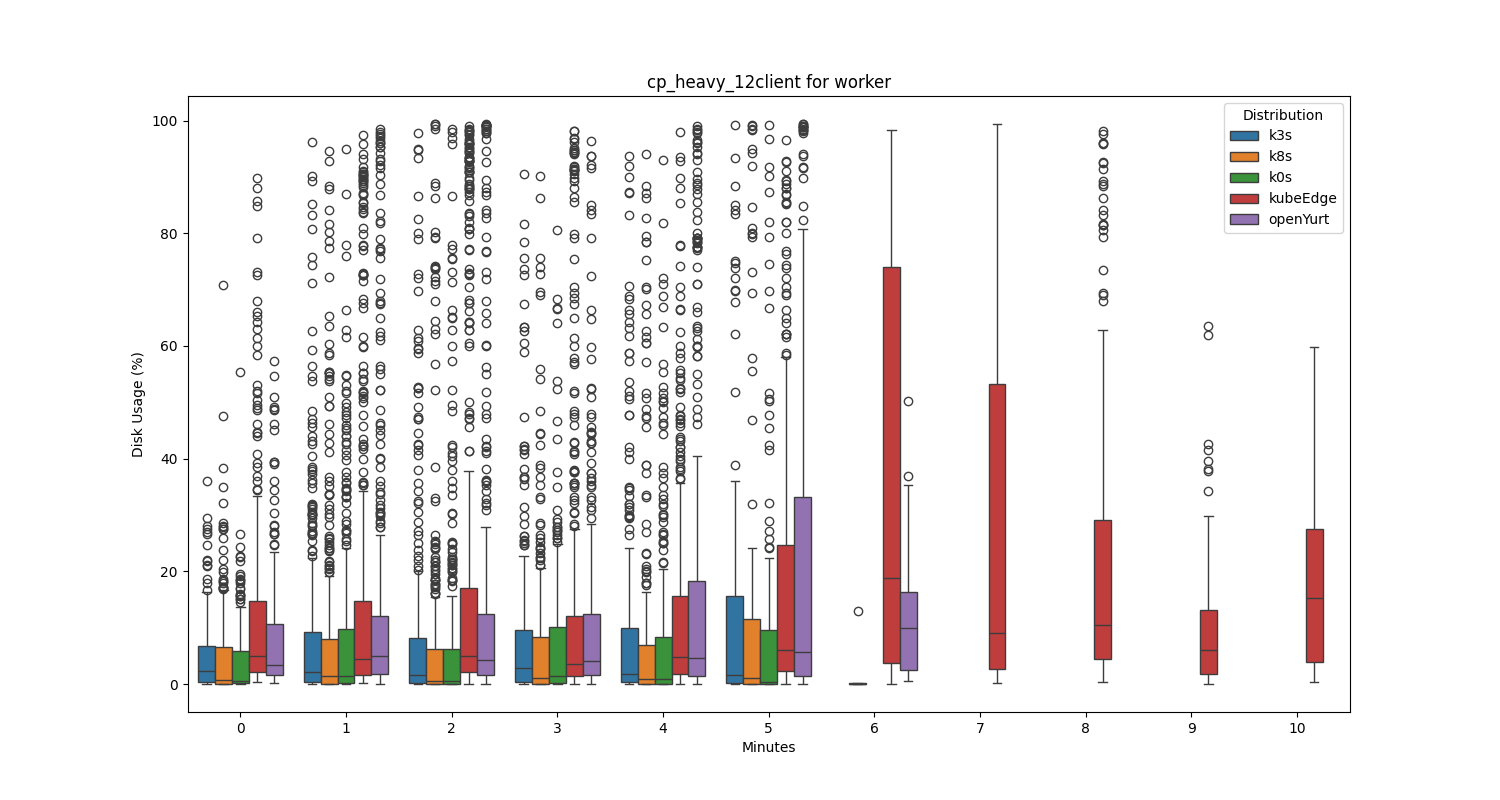 cp_heavy_12client for worker
Distribution
k3s
k8s
k0s
kubeEdge
openYurt
Disk Usage (%)
100
80
60
40
20
0
0 1 2 3 4 5 6 7 8 9 10
Minutes